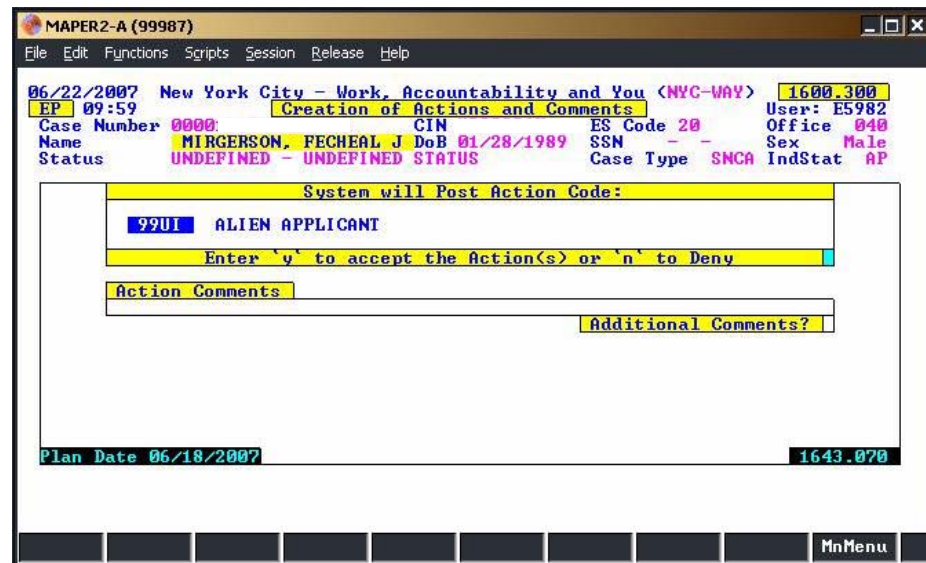 MAPER2-A (99987)
File Edit Functions Scripts Session Release Help
06/22/2007 New York City - Work, Accountability and You (NYC-WAY) 1600.300
EP 09:59 Creation of Actions and Comments User: E5982
Case Number 0000: CIN ES Code 20 Office 040
Name MIRGERSON, FECHEAL J DoB 01/28/1989 SSN - - Sex Male
Status UNDEFINED - UNDEFINED STATUS Case Type SNCA IndStat AP
System will Post Action Code:
99UI ALIEN APPLICANT
Enter `y` to accept the Action(s) or `n` to Deny
Action Comments
Additional Comments?
Plan Date 06/18/2007 1643.070
MnMenu